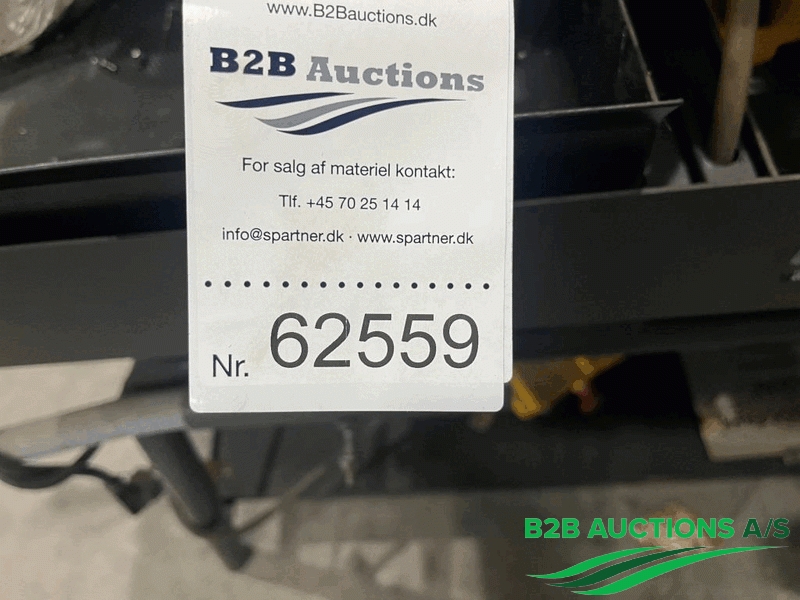 www.B2Bauctions.dk
B2B Auctions
For salg af materiel kontakt:
Tlf. +45 70 25 14 14
info@spartner.dk · www.spartner.dk
Nr. 62559
B2B AUCTIONS A/S